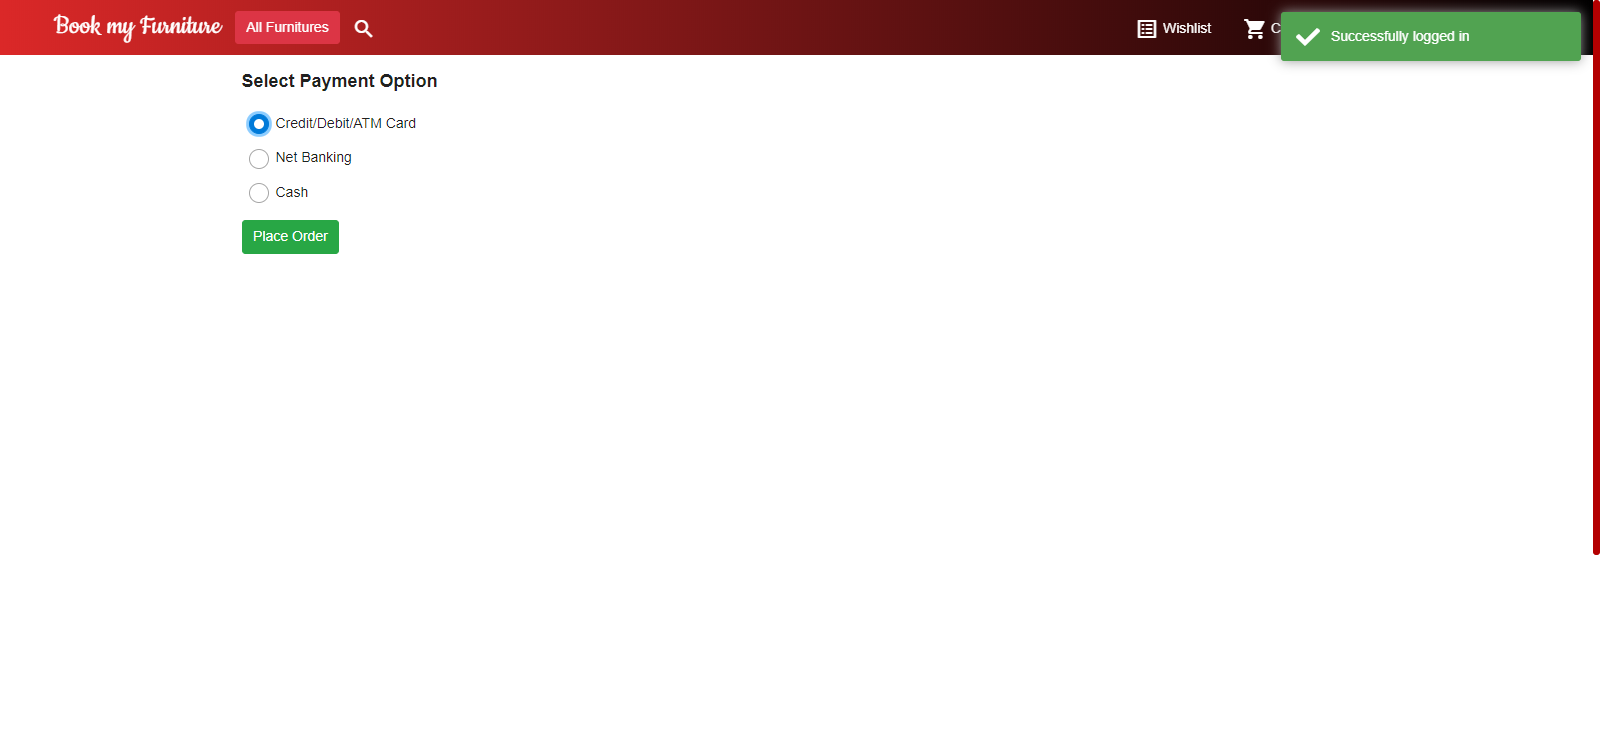 Book my Furniture All Furnitures Wishlist Successfully logged in
Select Payment Option
Credit/Debit/ATM Card
Net Banking
Cash
Place Order